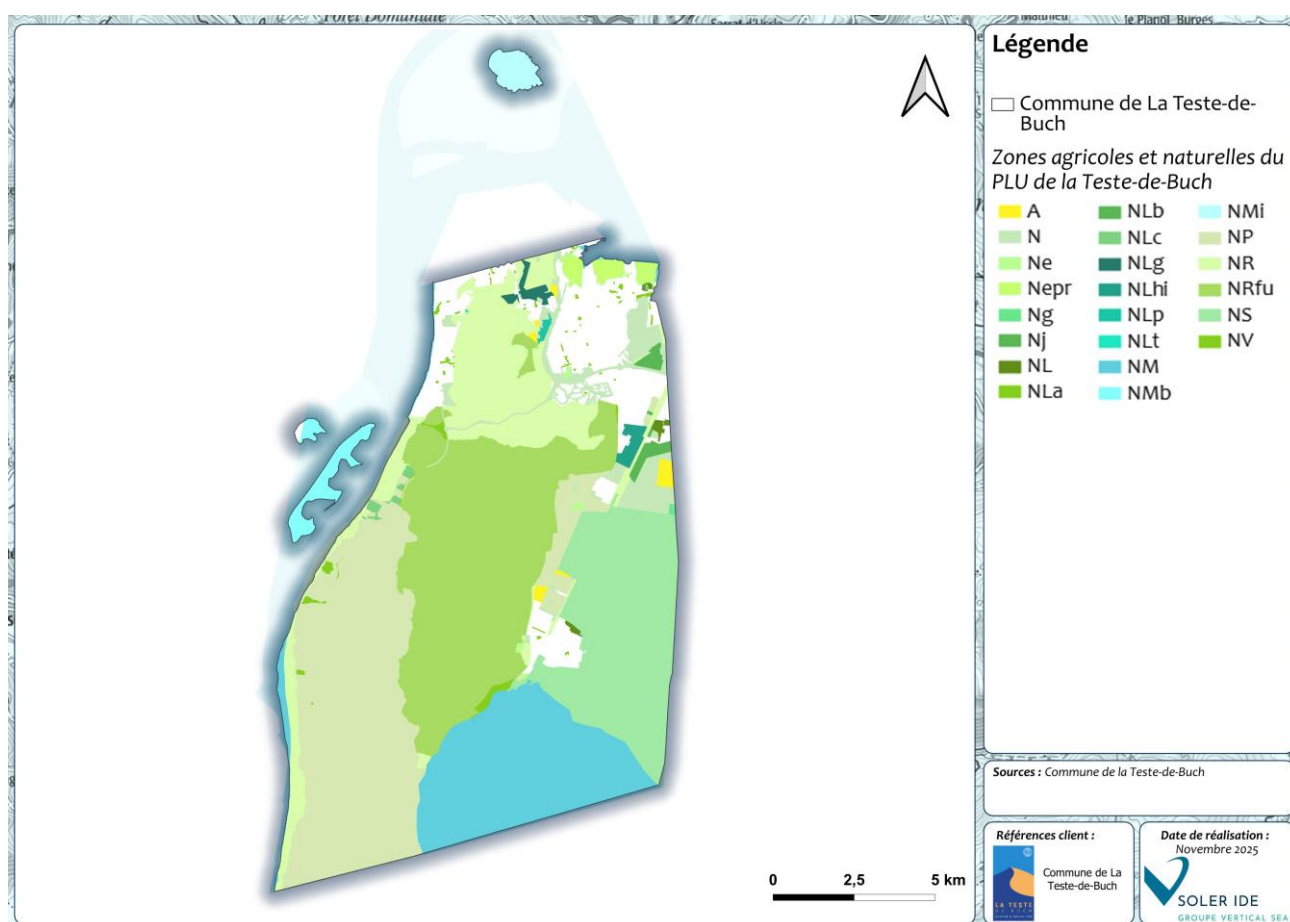 Forêt Domaniale
le Planol Burgès
Légende
Commune de La Teste-de-
Buch
Zones agricoles et naturelles du
PLU de la Teste-de-Buch
A
N
Ne
Nepr
Ng
Nj
NL
NLa
NLb
NLc
NLg
NLhi
NLp
NLt
NM
NMb
NMi
NP
NR
NRfu
NS
NV
0 2,5 5 km
Sources : Commune de la Teste-de-Buch
Références client :
LA TESTE
DE BUCH
Commune de La
Teste-de-Buch
Date de réalisation :
Novembre 2025
SOLER IDE
GROUPE VERTICAL SEA